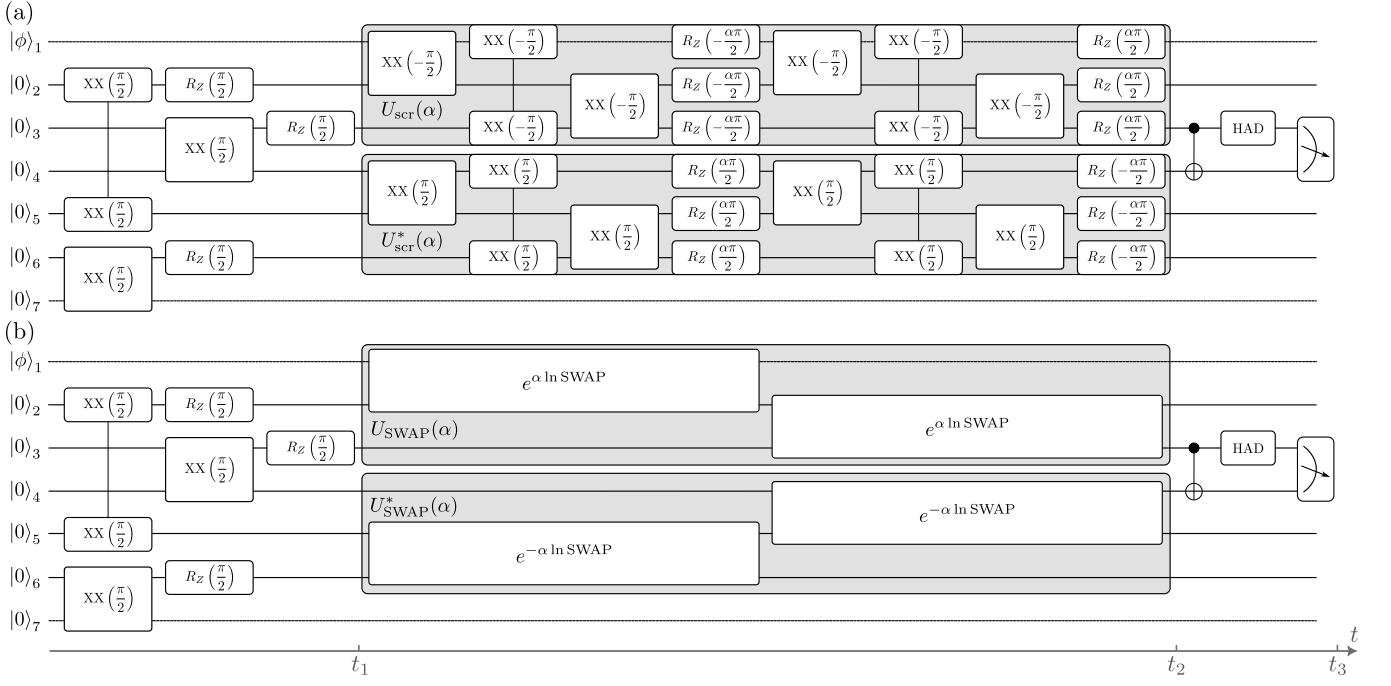 (a)
|ϕ⟩₁ XX(−π/2) XX(−π/2) R_Z(−απ/2) XX(−π/2) XX(−π/2) R_Z(απ/2)
|0⟩₂ XX(π/2) R_Z(π/2) XX(−π/2) R_Z(−απ/2) XX(−π/2) R_Z(απ/2)
U_scr(α)
|0⟩₃ R_Z(π/2) XX(−π/2) R_Z(−απ/2) XX(−π/2) R_Z(απ/2) HAD
XX(π/2)
|0⟩₄ XX(π/2) XX(π/2) R_Z(απ/2) XX(π/2) XX(π/2) R_Z(−απ/2)
|0⟩₅ XX(π/2) XX(π/2) R_Z(απ/2) XX(π/2) R_Z(−απ/2)
U*_scr(α)
|0⟩₆ XX(π/2) R_Z(π/2) XX(π/2) R_Z(απ/2) XX(π/2) R_Z(−απ/2)
|0⟩₇
(b)
|ϕ⟩₁ e^{α ln SWAP}
|0⟩₂ XX(π/2) R_Z(π/2) e^{α ln SWAP}
U_SWAP(α)
|0⟩₃ R_Z(π/2) HAD
XX(π/2)
|0⟩₄ U*_SWAP(α) e^{−α ln SWAP}
|0⟩₅ XX(π/2) e^{−α ln SWAP}
|0⟩₆ XX(π/2) R_Z(π/2)
|0⟩₇
t
t₁ t₂ t₃